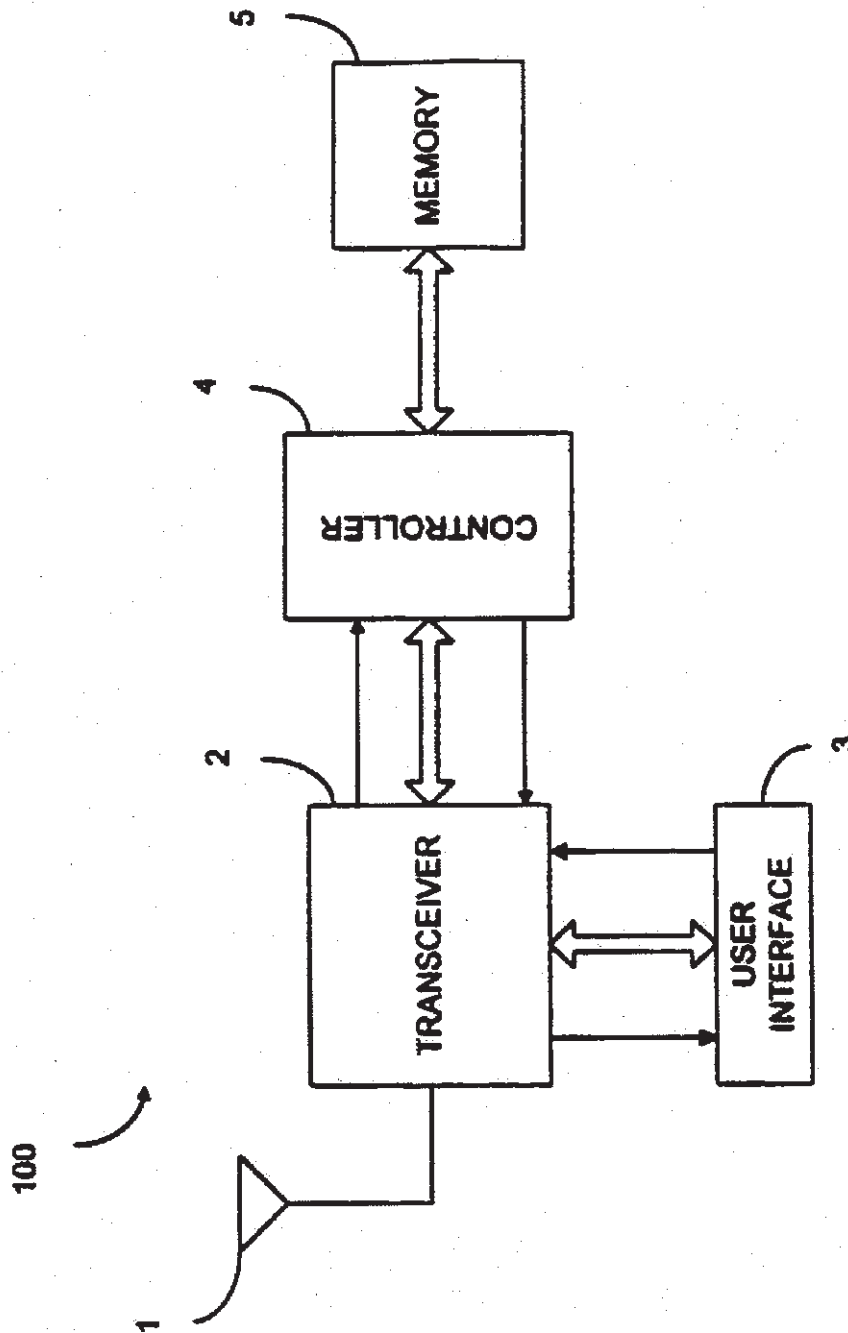 100
1
2
TRANSCEIVER
3
USER
INTERFACE
4
CONTROLLER
5
MEMORY